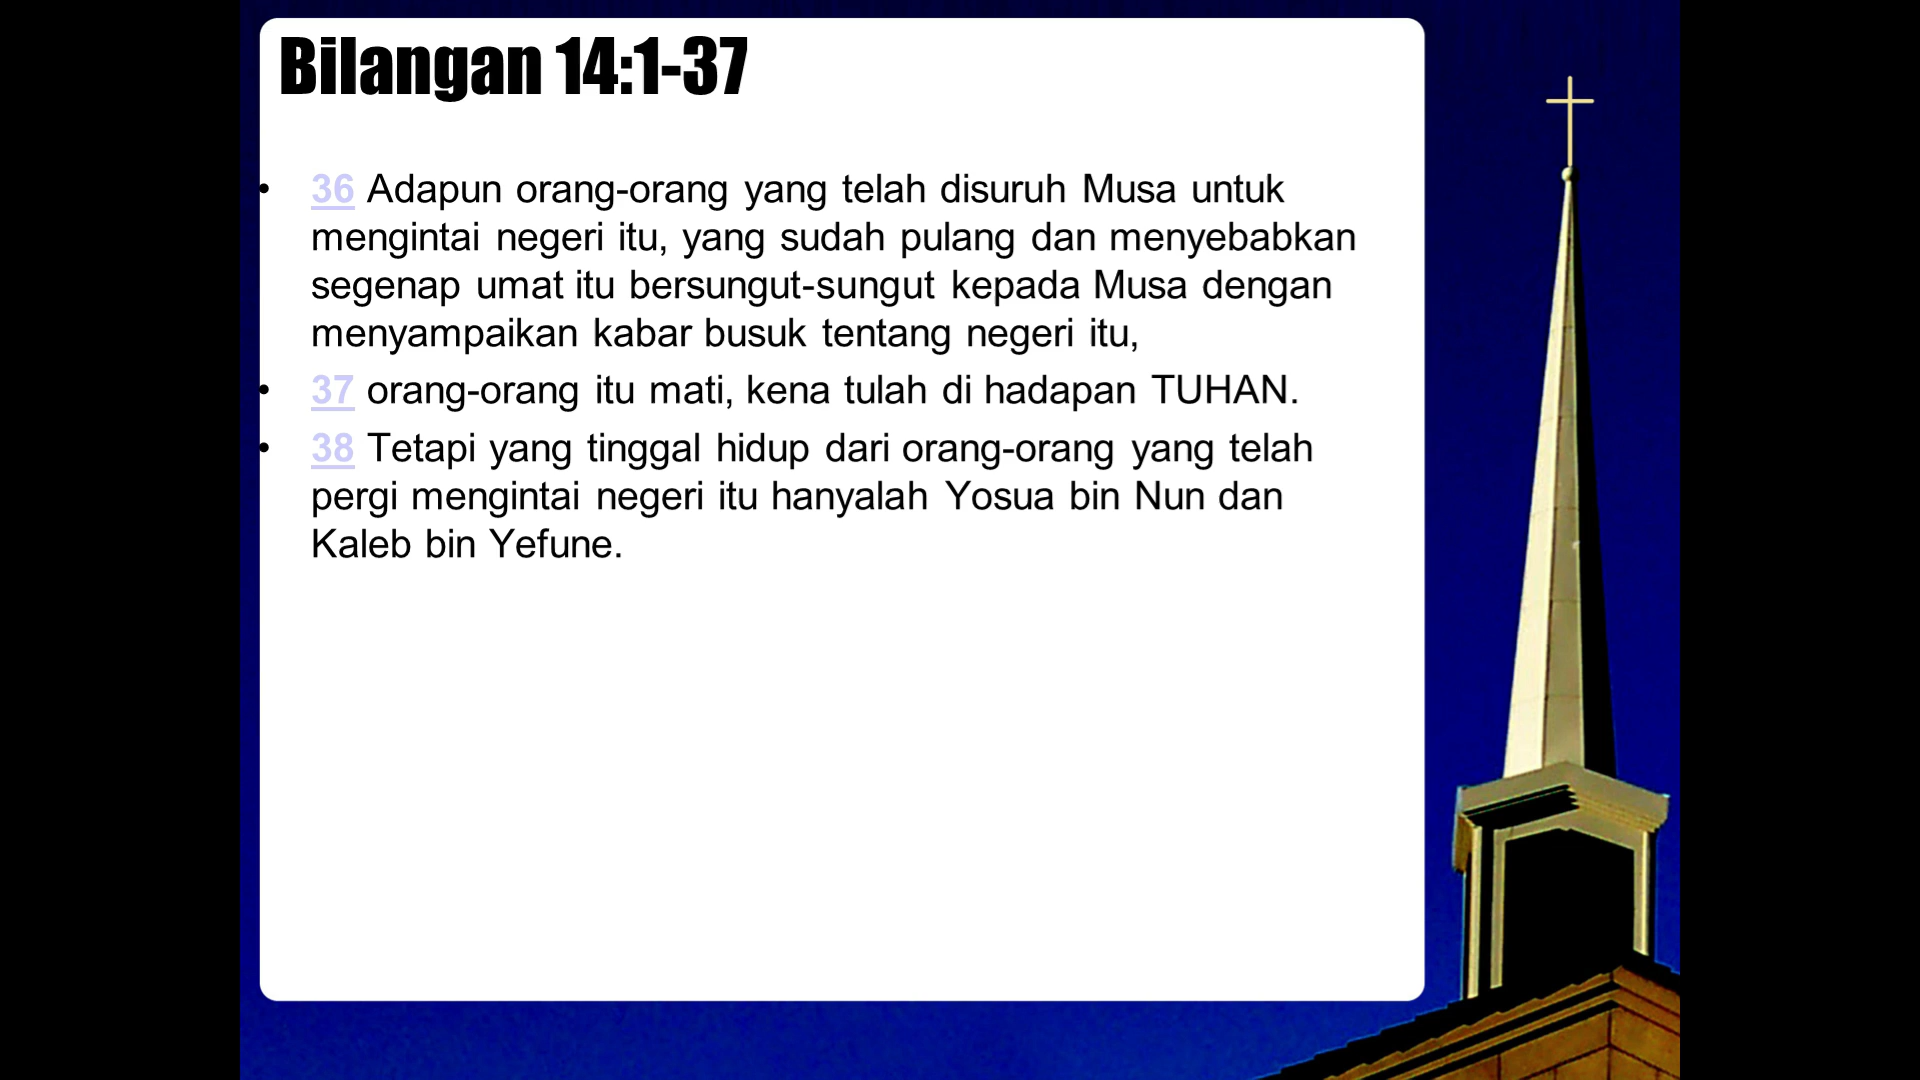 Bilangan 14:1-37
• 36 Adapun orang-orang yang telah disuruh Musa untuk
mengintai negeri itu, yang sudah pulang dan menyebabkan
segenap umat itu bersungut-sungut kepada Musa dengan
menyampaikan kabar busuk tentang negeri itu,
• 37 orang-orang itu mati, kena tulah di hadapan TUHAN.
• 38 Tetapi yang tinggal hidup dari orang-orang yang telah
pergi mengintai negeri itu hanyalah Yosua bin Nun dan
Kaleb bin Yefune.